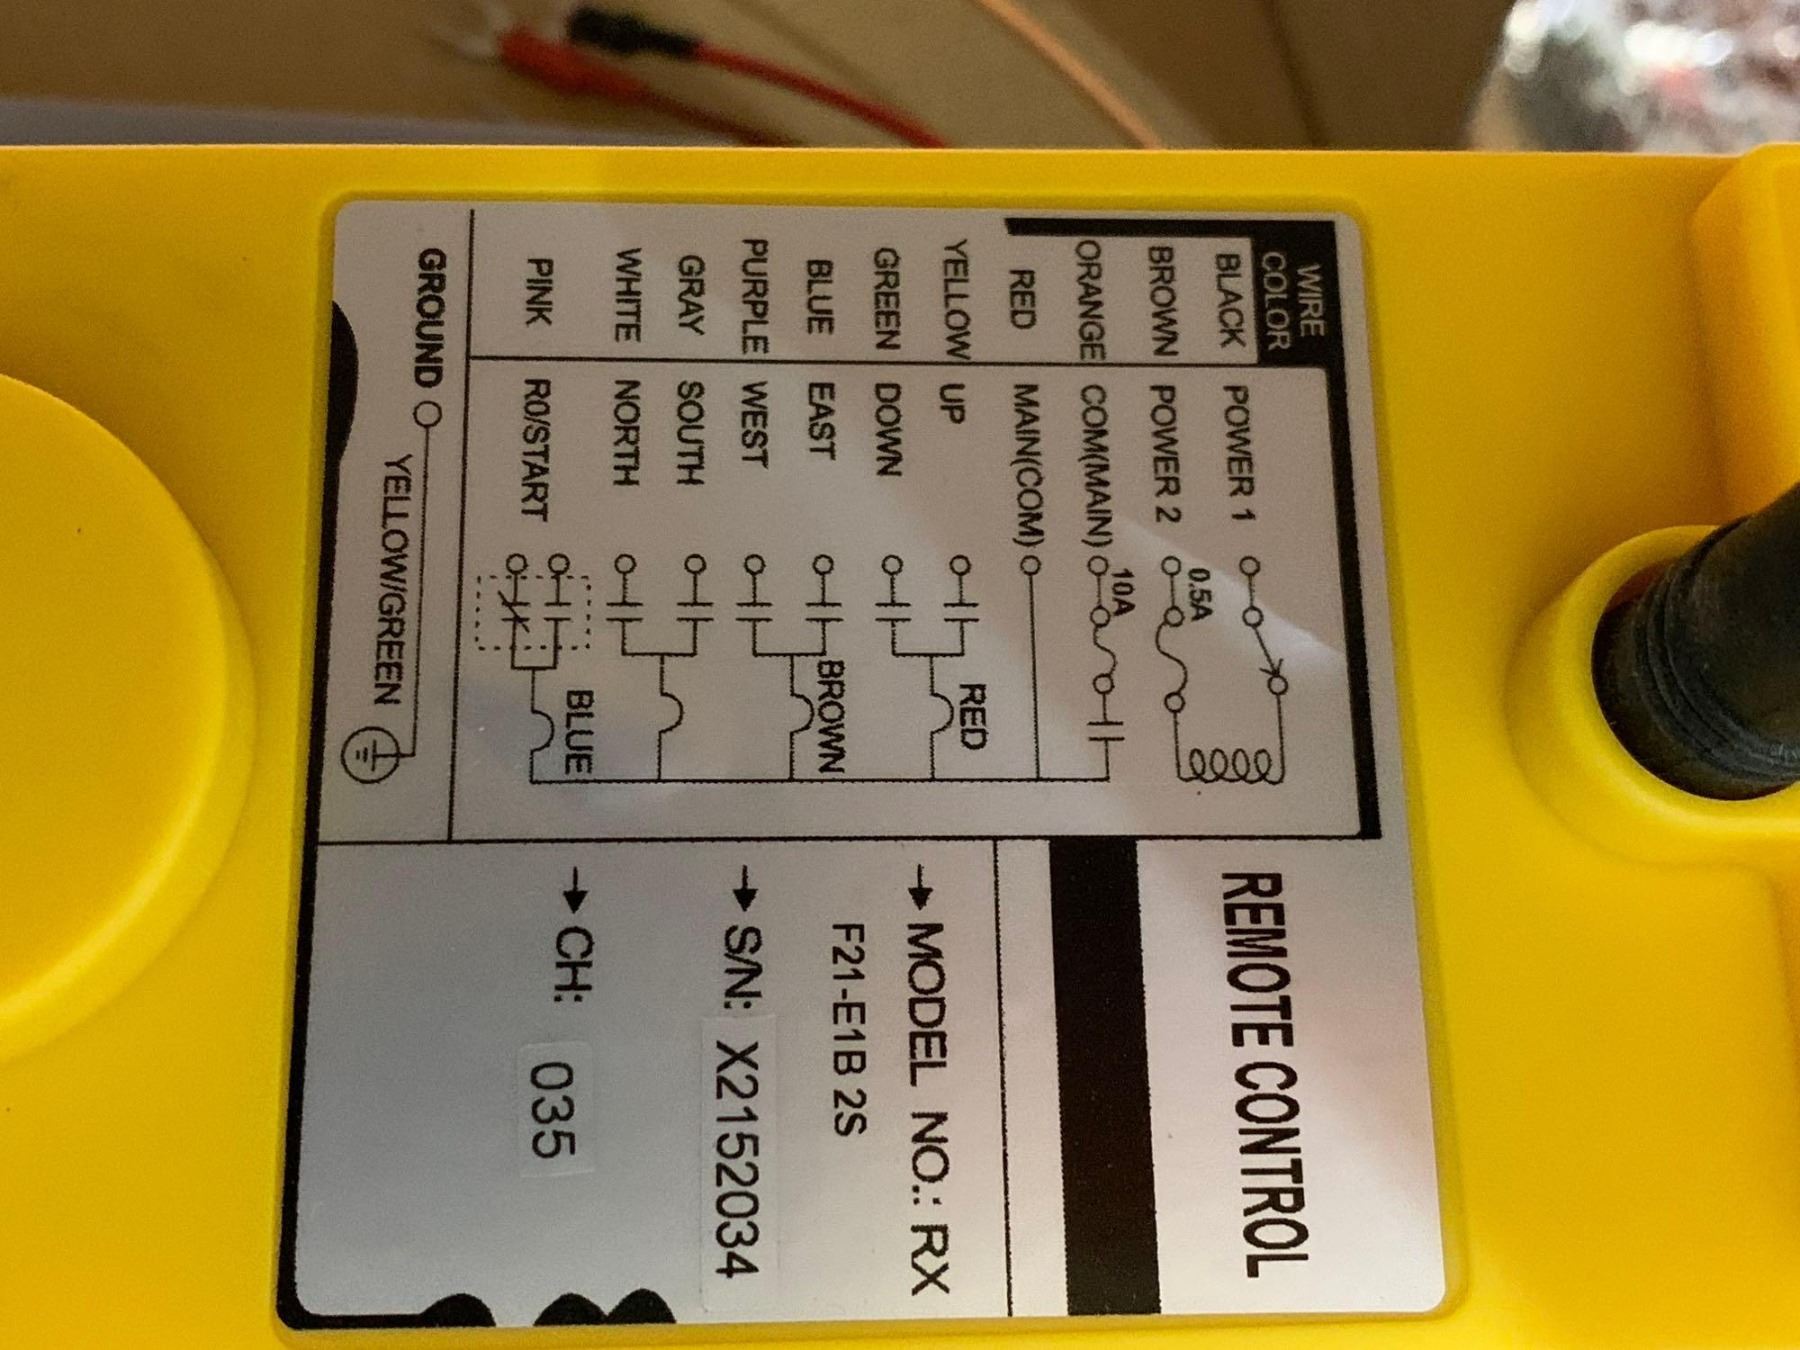 WIRE
COLOR
BLACK POWER 1
0.5A
BROWN POWER 2
ORANGE COM(MAIN) 10A
RED MAIN(COM)
YELLOW UP RED
GREEN DOWN
BLUE EAST BROWN
PURPLE WEST
GRAY SOUTH
WHITE NORTH
BLUE
PINK R0/START
GROUND YELLOW/GREEN
REMOTE CONTROL
MODEL NO.: RX
F21-E1B 2S
S/N: X2152034
CH: 035